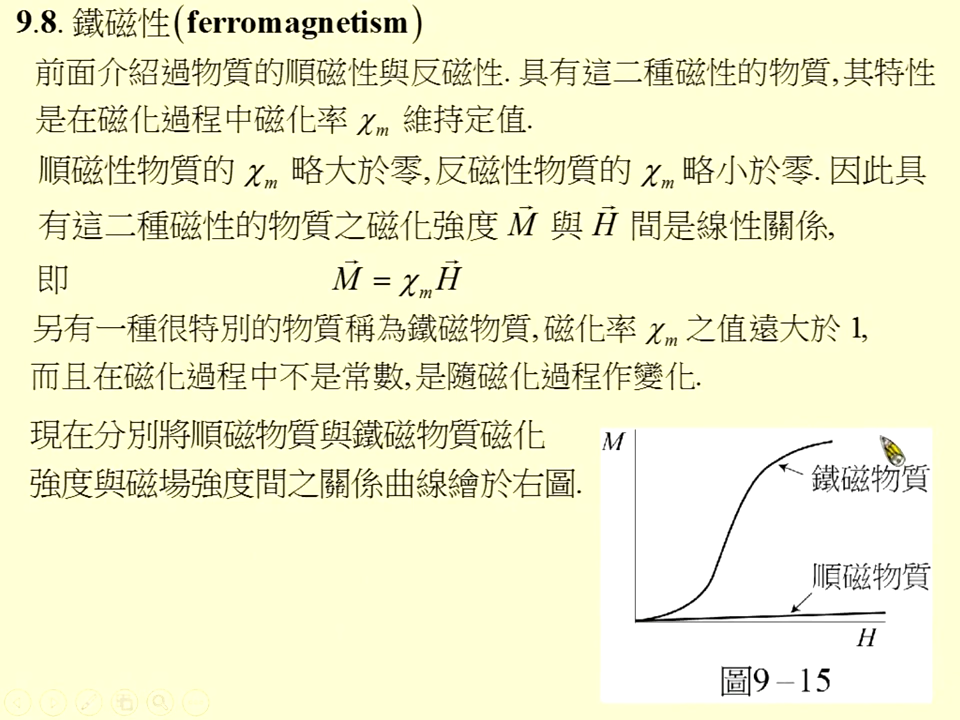 9.8. 鐵磁性(ferromagnetism)
前面介紹過物質的順磁性與反磁性. 具有這二種磁性的物質,其特性
是在磁化過程中磁化率 χm 維持定值.
順磁性物質的 χm 略大於零,反磁性物質的 χm 略小於零. 因此具
有這二種磁性的物質之磁化強度 M⃗ 與 H⃗ 間是線性關係,
即 M⃗ = χm H⃗
另有一種很特別的物質稱為鐵磁物質,磁化率 χm 之值遠大於 1,
而且在磁化過程中不是常數,是隨磁化過程作變化.
現在分別將順磁物質與鐵磁物質磁化
強度與磁場強度間之關係曲線繪於右圖.
M
鐵磁物質
順磁物質
H
圖9－15